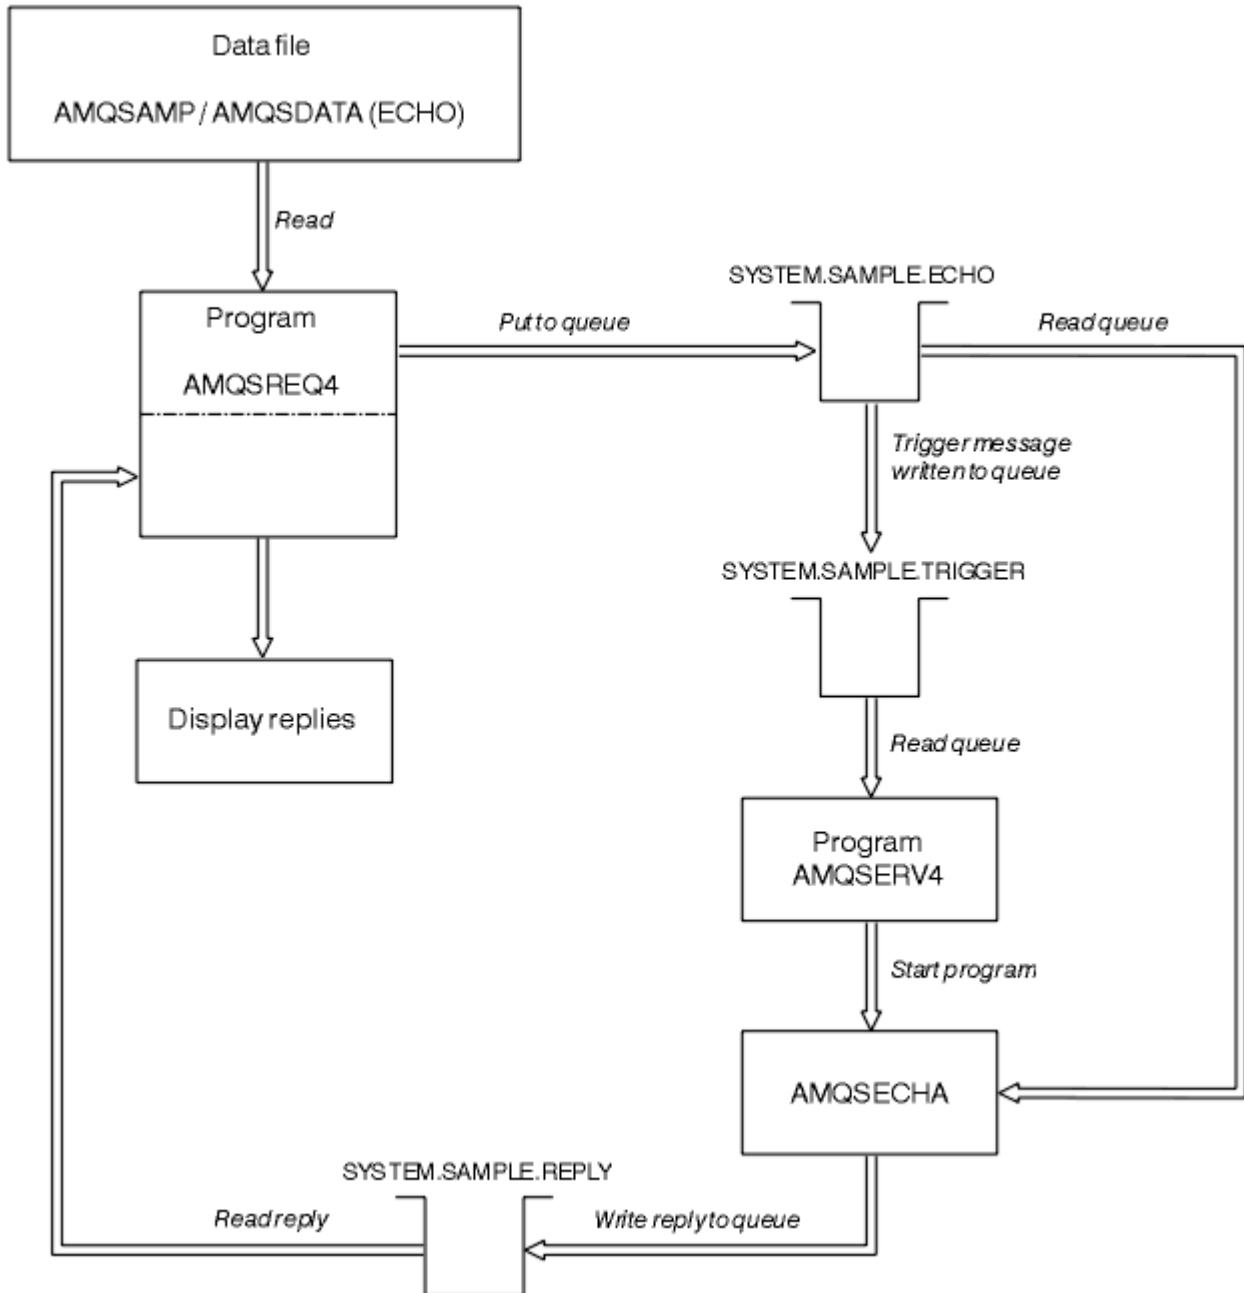 Data file
AMQSAMP / AMQSDATA (ECHO)
Read
Program
AMQSREQ4
Put to queue
SYSTEM.SAMPLE.ECHO
Read queue
Trigger message
written to queue
SYSTEM.SAMPLE.TRIGGER
Display replies
Read queue
Program
AMQSERV4
Start program
AMQSECHA
SYSTEM.SAMPLE.REPLY
Read reply
Write reply to queue